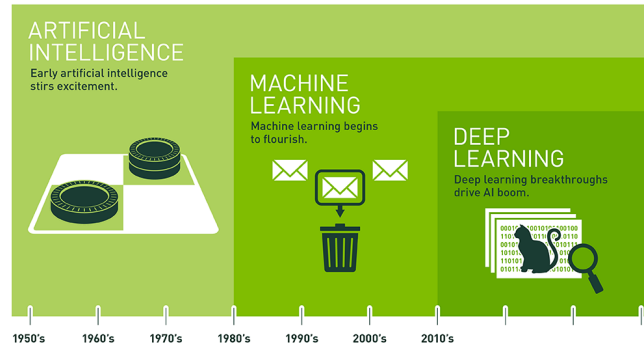 ARTIFICIAL
INTELLIGENCE
Early artificial intelligence
stirs excitement.
MACHINE
LEARNING
Machine learning begins
to flourish.
DEEP
LEARNING
Deep learning breakthroughs
drive AI boom.
1950's
1960's
1970's
1980's
1990's
2000's
2010's